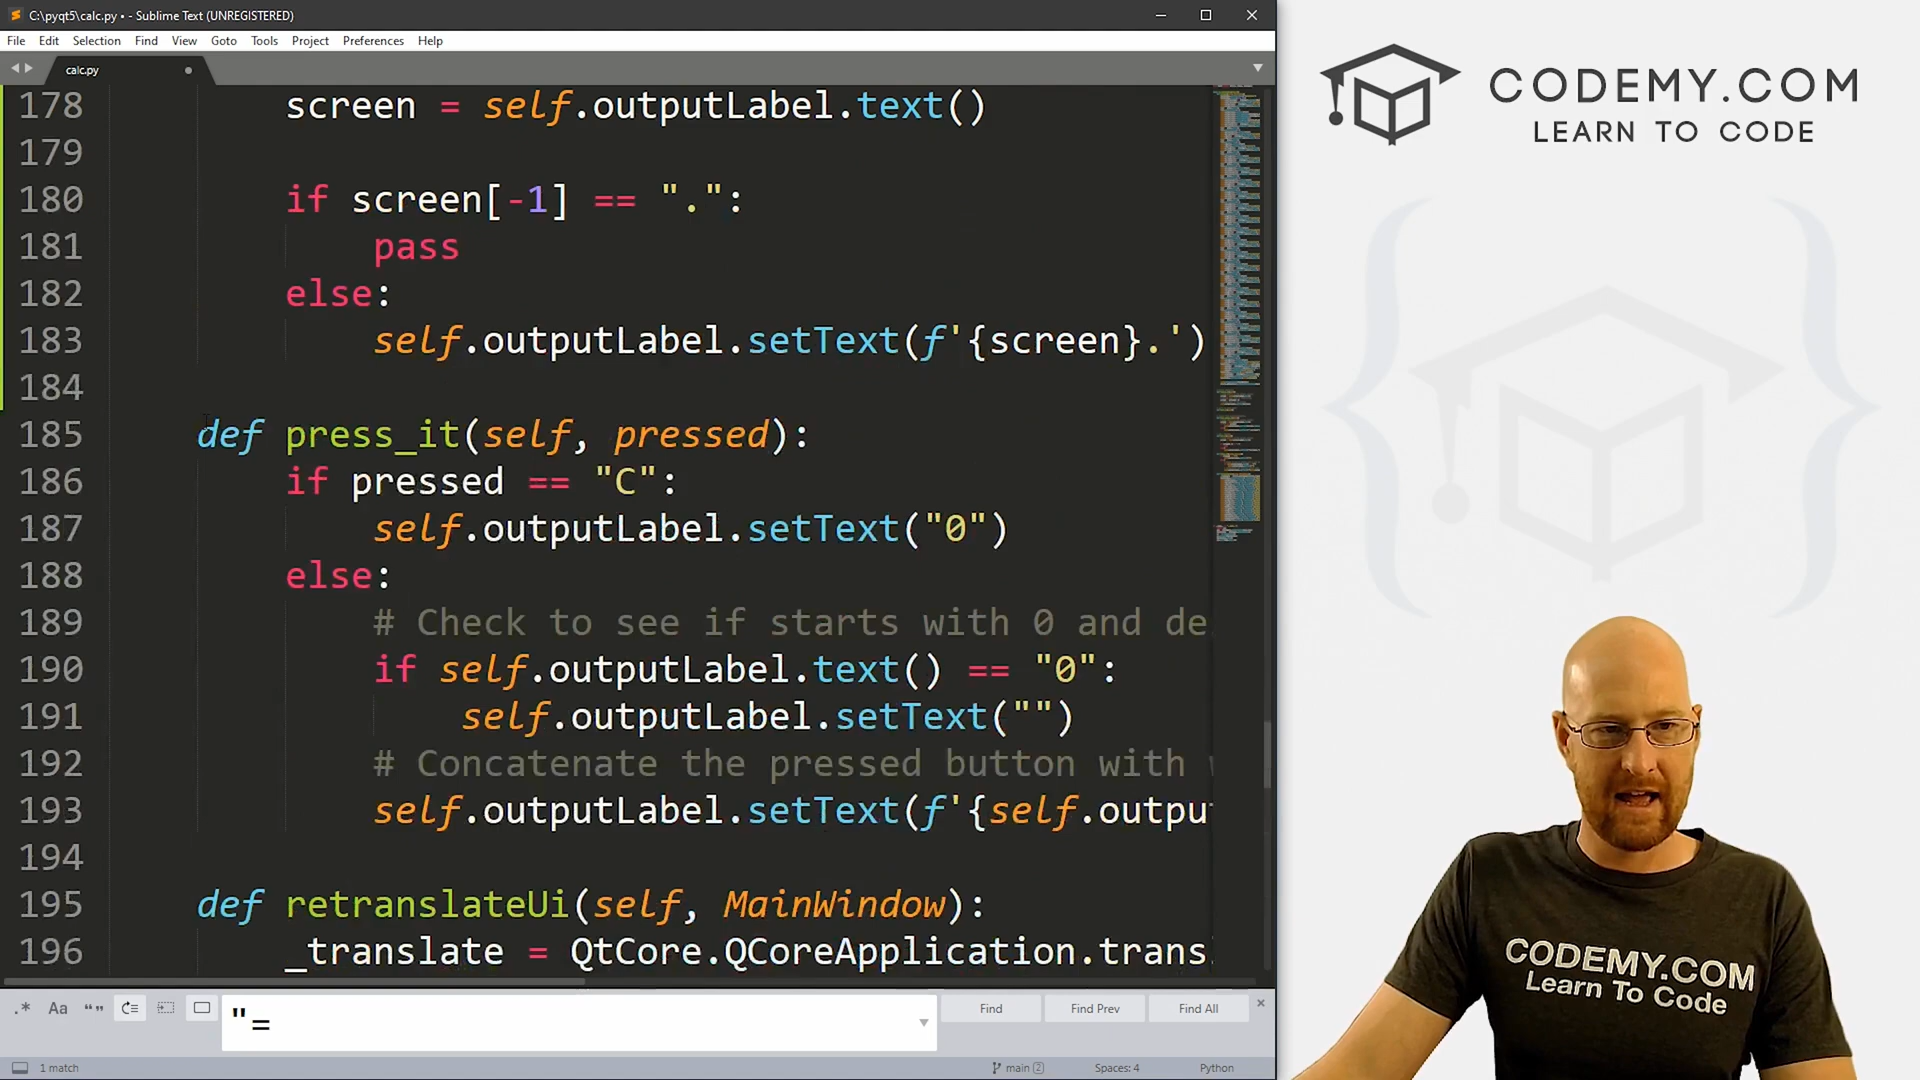 C:\pyqt5\calc.py • - Sublime Text (UNREGISTERED)
File Edit Selection Find View Goto Tools Project Preferences Help
calc.py
178 screen = self.outputLabel.text()
179
180 if screen[-1] == ".":
181 pass
182 else:
183 self.outputLabel.setText(f'{screen}.')
184
185 def press_it(self, pressed):
186 if pressed == "C":
187 self.outputLabel.setText("0")
188 else:
189 # Check to see if starts with 0 and de
190 if self.outputLabel.text() == "0":
191 self.outputLabel.setText("")
192 # Concatenate the pressed button with
193 self.outputLabel.setText(f'{self.outpu
194
195 def retranslateUi(self, MainWindow):
196 _translate = QtCore.QCoreApplication.trans
.* Aa “” "= Find Find Prev Find All
1 match main 2 Spaces: 4 Python
CODEMY.COM
LEARN TO CODE
CODEMY.COM
Learn To Code